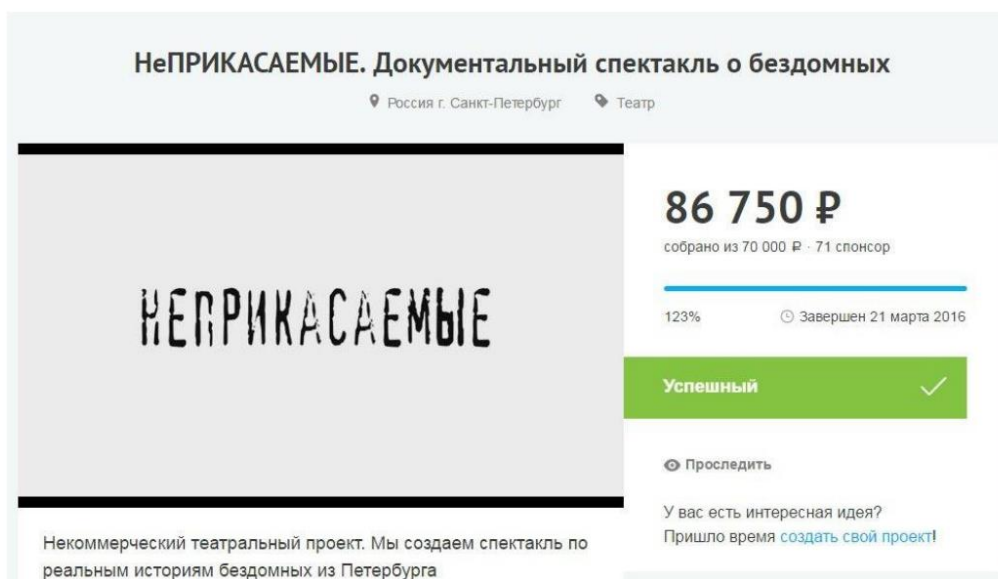 НеПРИКАСАЕМЫЕ. Документальный спектакль о бездомных
Россия г. Санкт-Петербург Театр
НЕПРИКАСАЕМЫЕ
86 750 ₽
собрано из 70 000 ₽ · 71 спонсор
123% Завершен 21 марта 2016
Успешный
Проследить
У вас есть интересная идея?
Пришло время создать свой проект!
Некоммерческий театральный проект. Мы создаем спектакль по
реальным историям бездомных из Петербурга